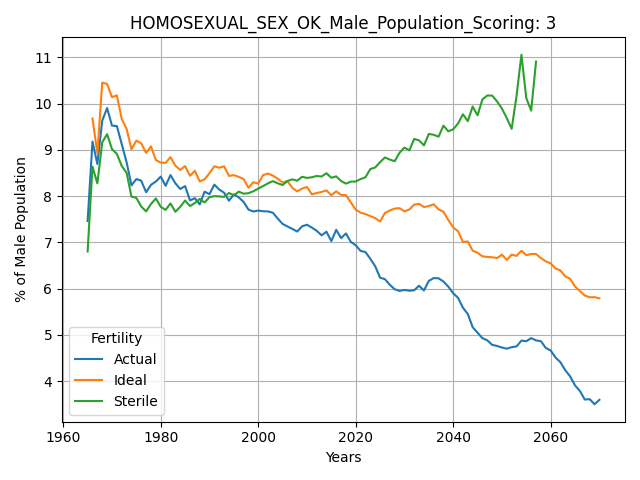 HOMOSEXUAL_SEX_OK_Male_Population_Scoring: 3
% of Male Population
11
10
9
8
7
6
5
4
Fertility
Actual
Ideal
Sterile
1960
1980
2000
2020
2040
2060
Years